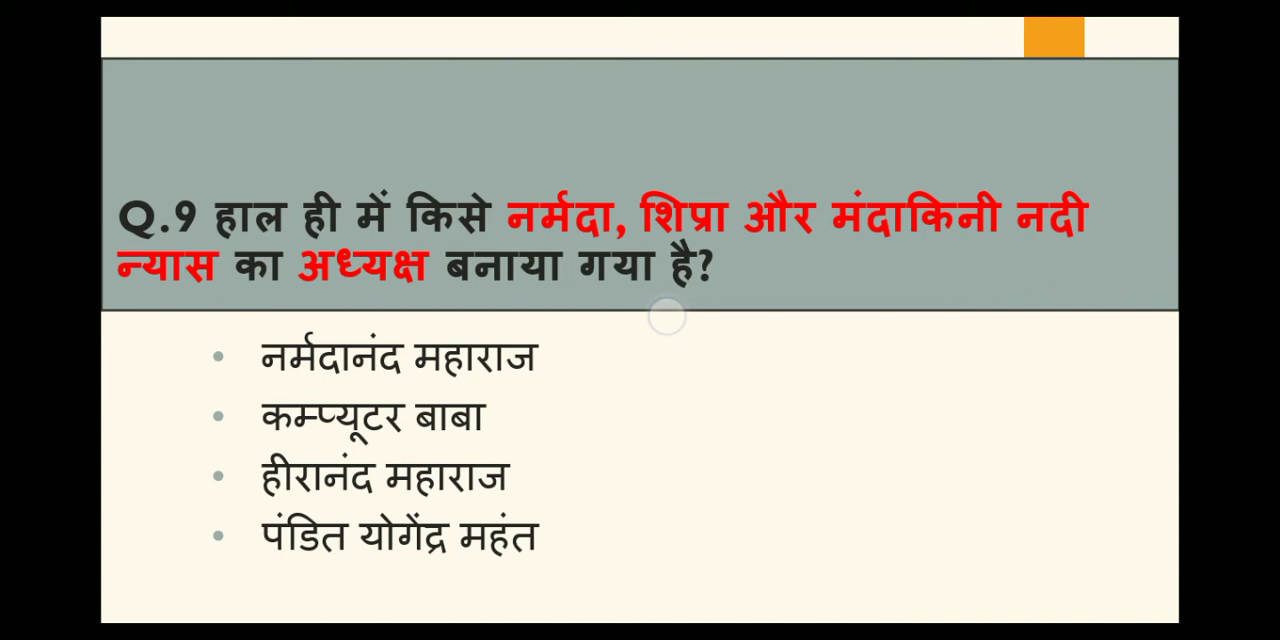 Q.9 हाल ही में किसे नर्मदा, शिप्रा और मंदाकिनी नदी
न्यास का अध्यक्ष बनाया गया है?
• नर्मदानंद महाराज
• कम्प्यूटर बाबा
• हीरानंद महाराज
• पंडित योगेंद्र महंत